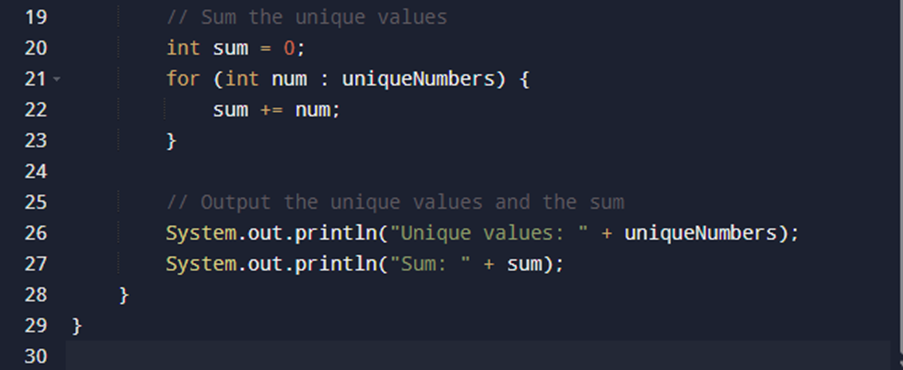 19 // Sum the unique values
20 int sum = 0;
21 for (int num : uniqueNumbers) {
22 sum += num;
23 }
24
25 // Output the unique values and the sum
26 System.out.println("Unique values: " + uniqueNumbers);
27 System.out.println("Sum: " + sum);
28 }
29 }
30